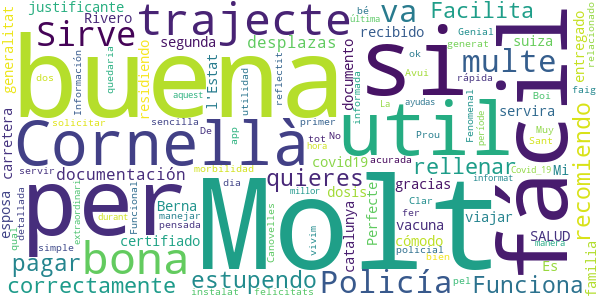 justificante
Rivero
generalitat
Sirve
trajecte
segunda
desplazas
va
bé
recibido
última
ok
Avui
Facilita
Genial
generat
suiza
rápida
multe
entregado
relacionado
buena
si
fácil
residiendo
reflectit
l'Estat
utilidad
documento
informada
La
ayudas
Fenomenal
Boi
faig
servira
Muy
Sant
recomiendo
dos
quedaria
Información
aquest
carretera
solicitar
sencilla
De
app
primer
hora
tot
No
Prou
periode
Cornellà
util
morbilidad
covid19
acurada
rellenar
informat
Covid_19
Mi
manera
per
Molt
servir
documentación
dia
quieres
dosis
gracias
viajar
SALUD
familia
esposa
detallada
extraordinari
quai
Funcional
Berna
manejar
millor
pensada
Canovelles
Perfecte
Clar
fer
vacuna
cómodo
policial
bien
Es
simple
durant
bona
certificado
vivim
catalunya
pagar
estupendo
Policía
Funciona
correctamente
instalat
felicitats
pel